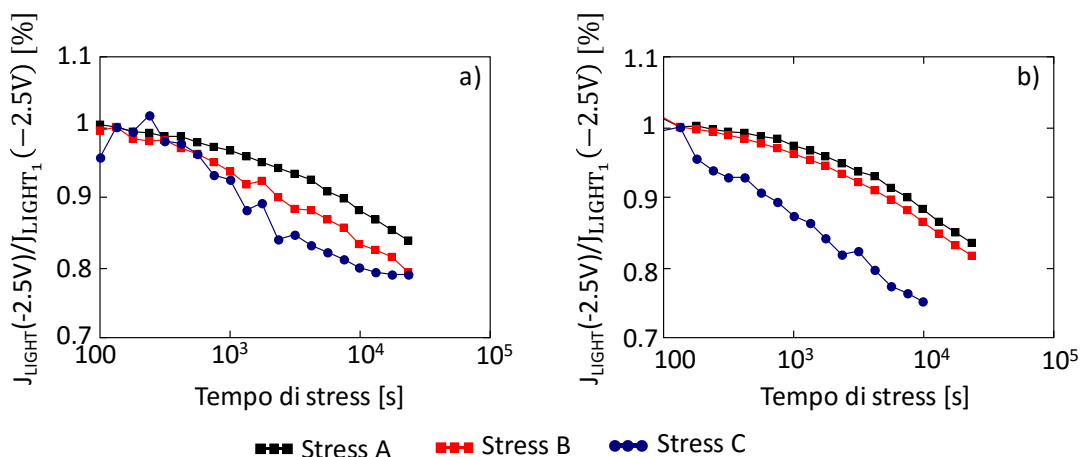 J_LIGHT(-2.5V)/J_LIGHT₁(−2.5V) [%]
1.1
1
0.9
0.8
0.7
100
10³
10⁴
10⁵
a)
Tempo di stress [s]
J_LIGHT(-2.5V)/J_LIGHT₁(−2.5V) [%]
1.1
1
0.9
0.8
0.7
100
10³
10⁴
10⁵
b)
Tempo di stress [s]
Stress A Stress B Stress C